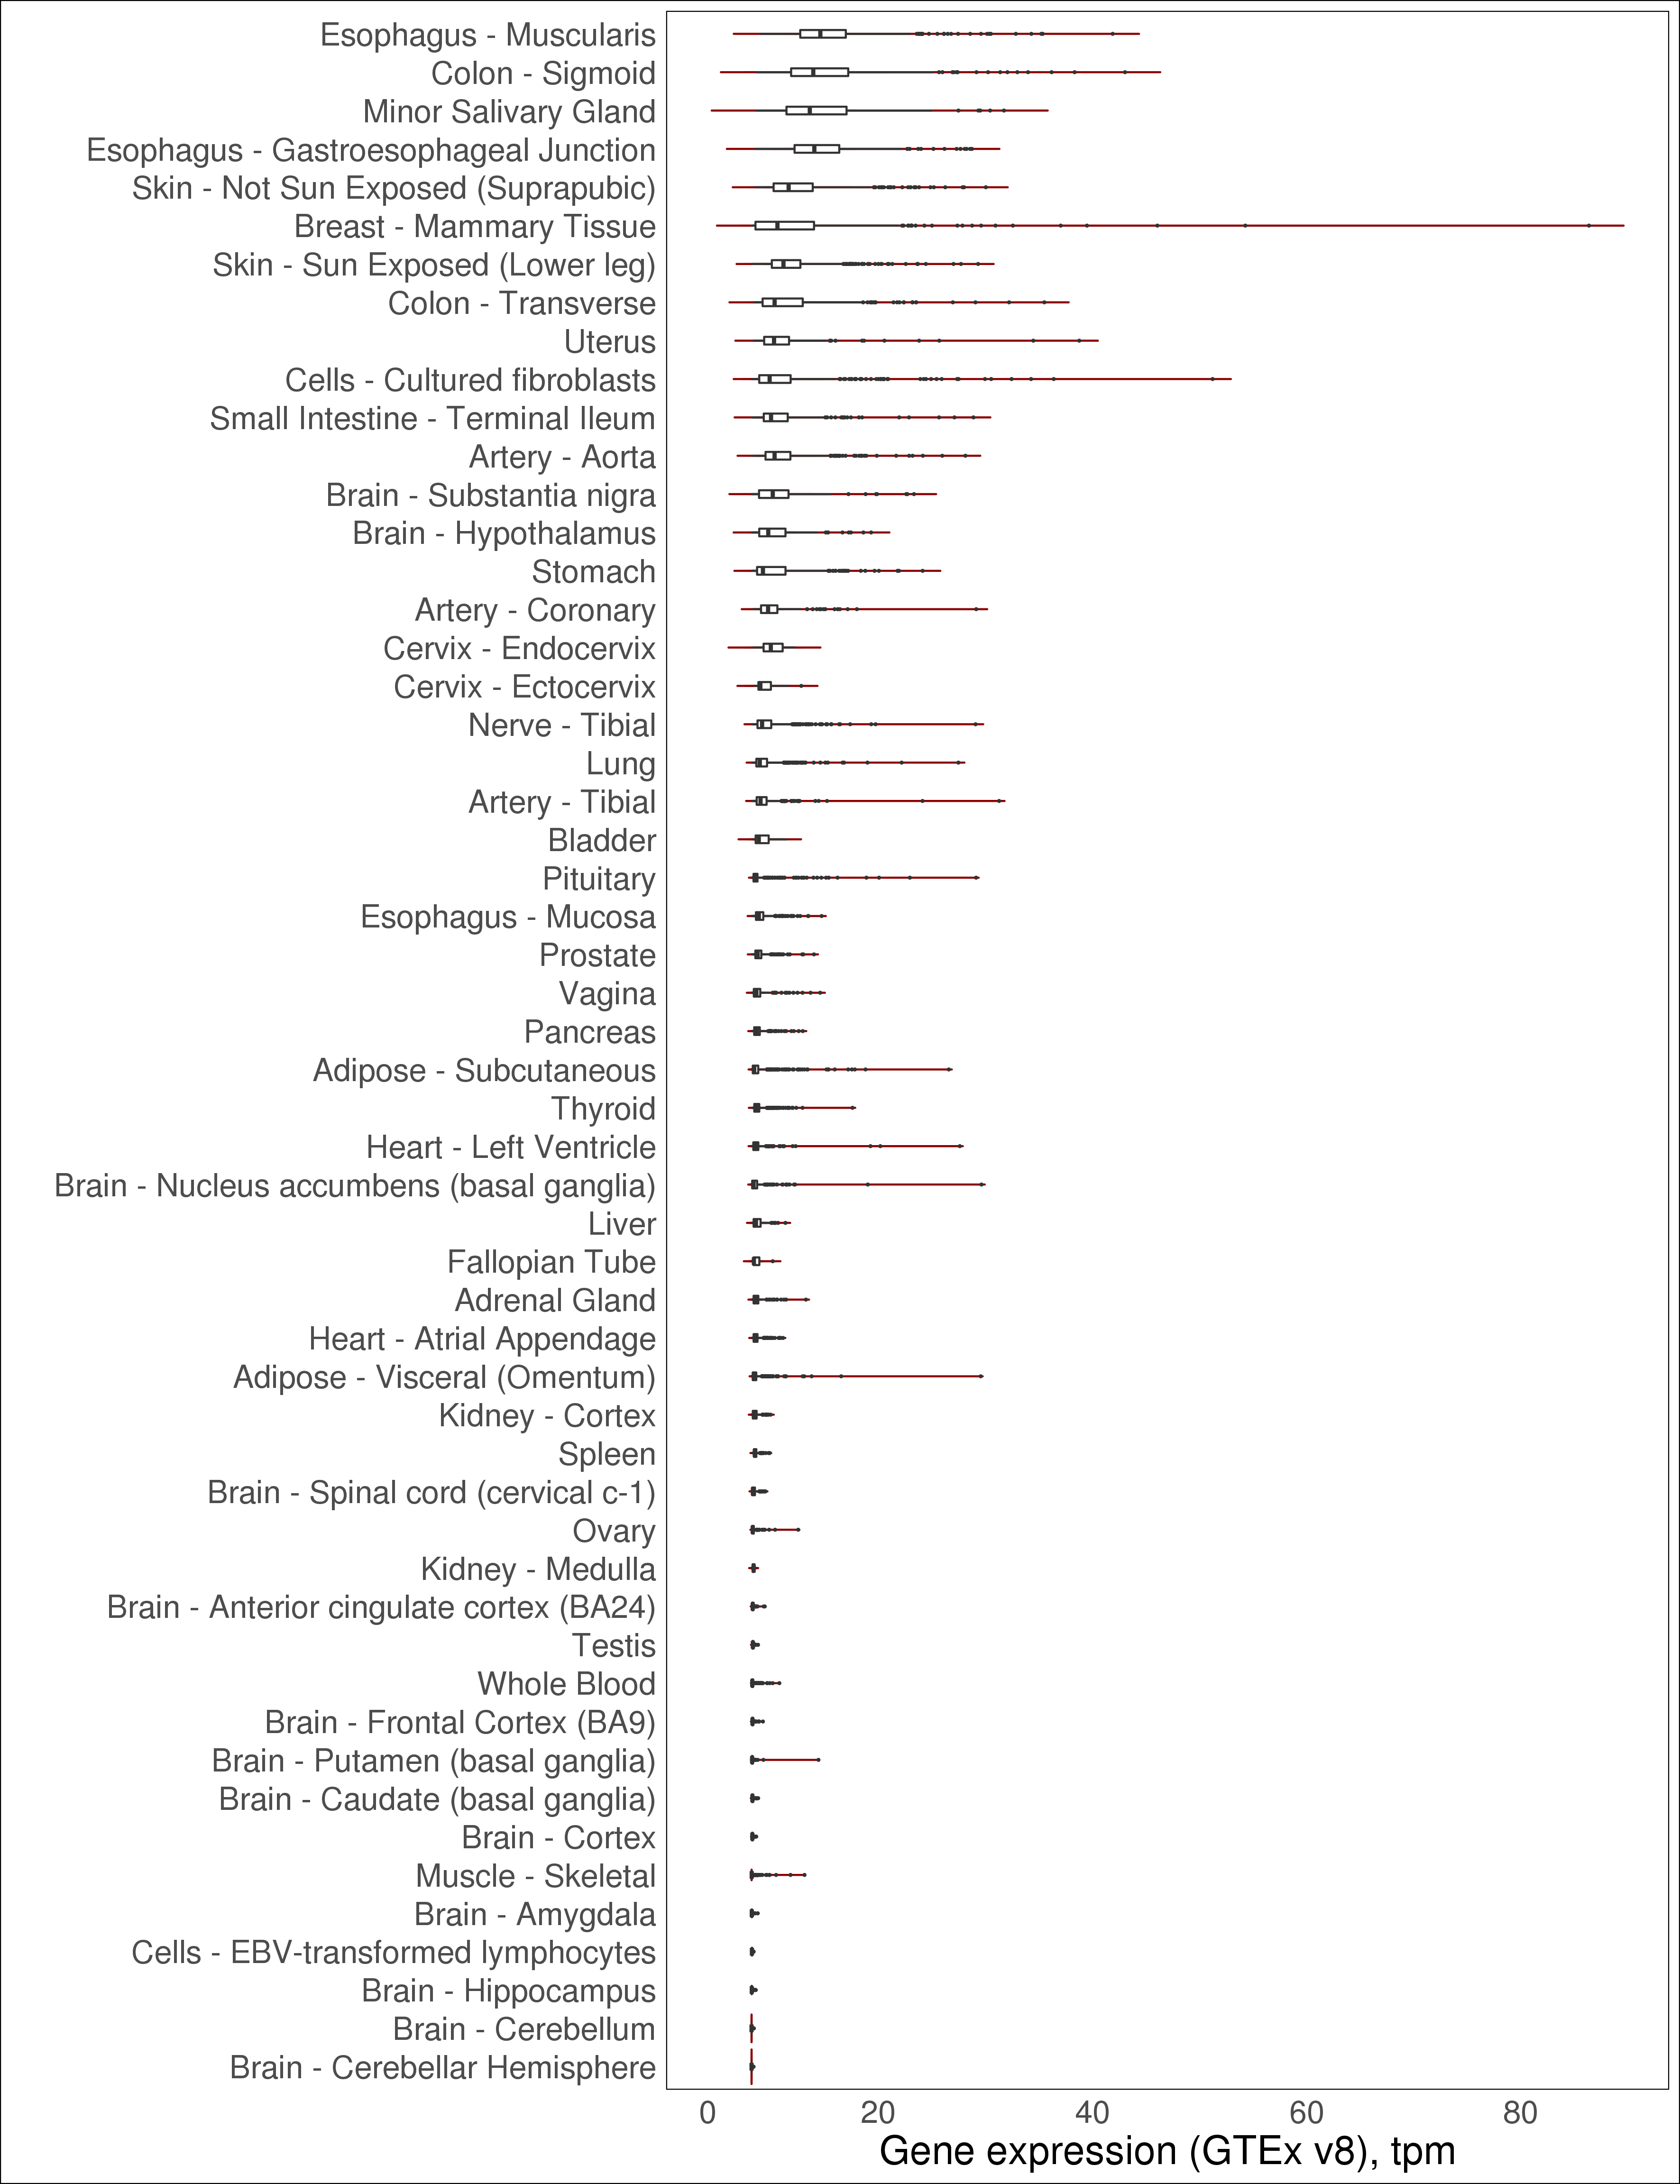 Esophagus - Muscularis
Colon - Sigmoid
Minor Salivary Gland
Esophagus - Gastroesophageal Junction
Skin - Not Sun Exposed (Suprapubic)
Breast - Mammary Tissue
Skin - Sun Exposed (Lower leg)
Colon - Transverse
Uterus
Cells - Cultured fibroblasts
Small Intestine - Terminal Ileum
Artery - Aorta
Brain - Substantia nigra
Brain - Hypothalamus
Stomach
Artery - Coronary
Cervix - Endocervix
Cervix - Ectocervix
Nerve - Tibial
Lung
Artery - Tibial
Bladder
Pituitary
Esophagus - Mucosa
Prostate
Vagina
Pancreas
Adipose - Subcutaneous
Thyroid
Heart - Left Ventricle
Brain - Nucleus accumbens (basal ganglia)
Liver
Fallopian Tube
Adrenal Gland
Heart - Atrial Appendage
Adipose - Visceral (Omentum)
Kidney - Cortex
Spleen
Brain - Spinal cord (cervical c-1)
Ovary
Kidney - Medulla
Brain - Anterior cingulate cortex (BA24)
Testis
Whole Blood
Brain - Frontal Cortex (BA9)
Brain - Putamen (basal ganglia)
Brain - Caudate (basal ganglia)
Brain - Cortex
Muscle - Skeletal
Brain - Amygdala
Cells - EBV-transformed lymphocytes
Brain - Hippocampus
Brain - Cerebellum
Brain - Cerebellar Hemisphere
0 20 40 60 80
Gene expression (GTEx v8), tpm